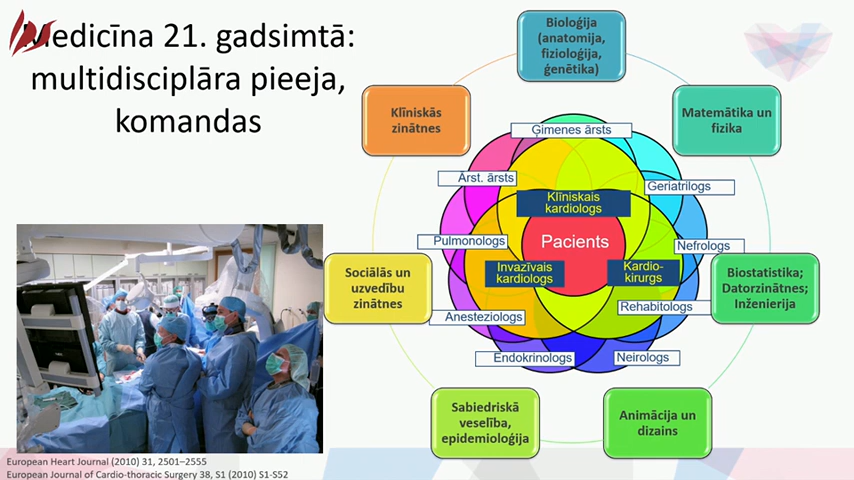 Medicīna 21. gadsimtā:
multidisciplāra pieeja,
komandas
Bioloģija
(anatomija,
fizioloģija,
ģenētika)
Klīniskās
zinātnes
Matemātika un
fizika
Ģimenes ārsts
Ārst. ārsts
Geriatrilogs
Klīniskais
kardiologs
Pulmonologs
Pacients
Nefrologs
Sociālās un
uzvedību
zinātnes
Invazīvais
kardiologs
Kardio-
kirurgs
Biostatistika;
Datorzinātnes;
Inženierija
Anesteziologs
Rehabitologs
Endokrinologs
Neirologs
Sabiedriskā
veselība,
epidemioloģija
Animācija un
dizains
European Heart Journal (2010) 31, 2501–2555
European Journal of Cardio-thoracic Surgery 38, S1 (2010) S1-S52